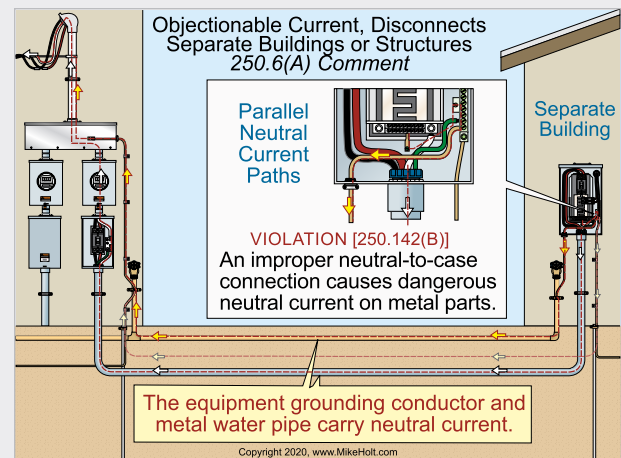 Objectionable Current, Disconnects
Separate Buildings or Structures
250.6(A) Comment
Parallel
Neutral
Current
Paths
Separate
Building
VIOLATION [250.142(B)]
An improper neutral-to-case
connection causes dangerous
neutral current on metal parts.
The equipment grounding conductor and
metal water pipe carry neutral current.
Copyright 2020, www.MikeHolt.com